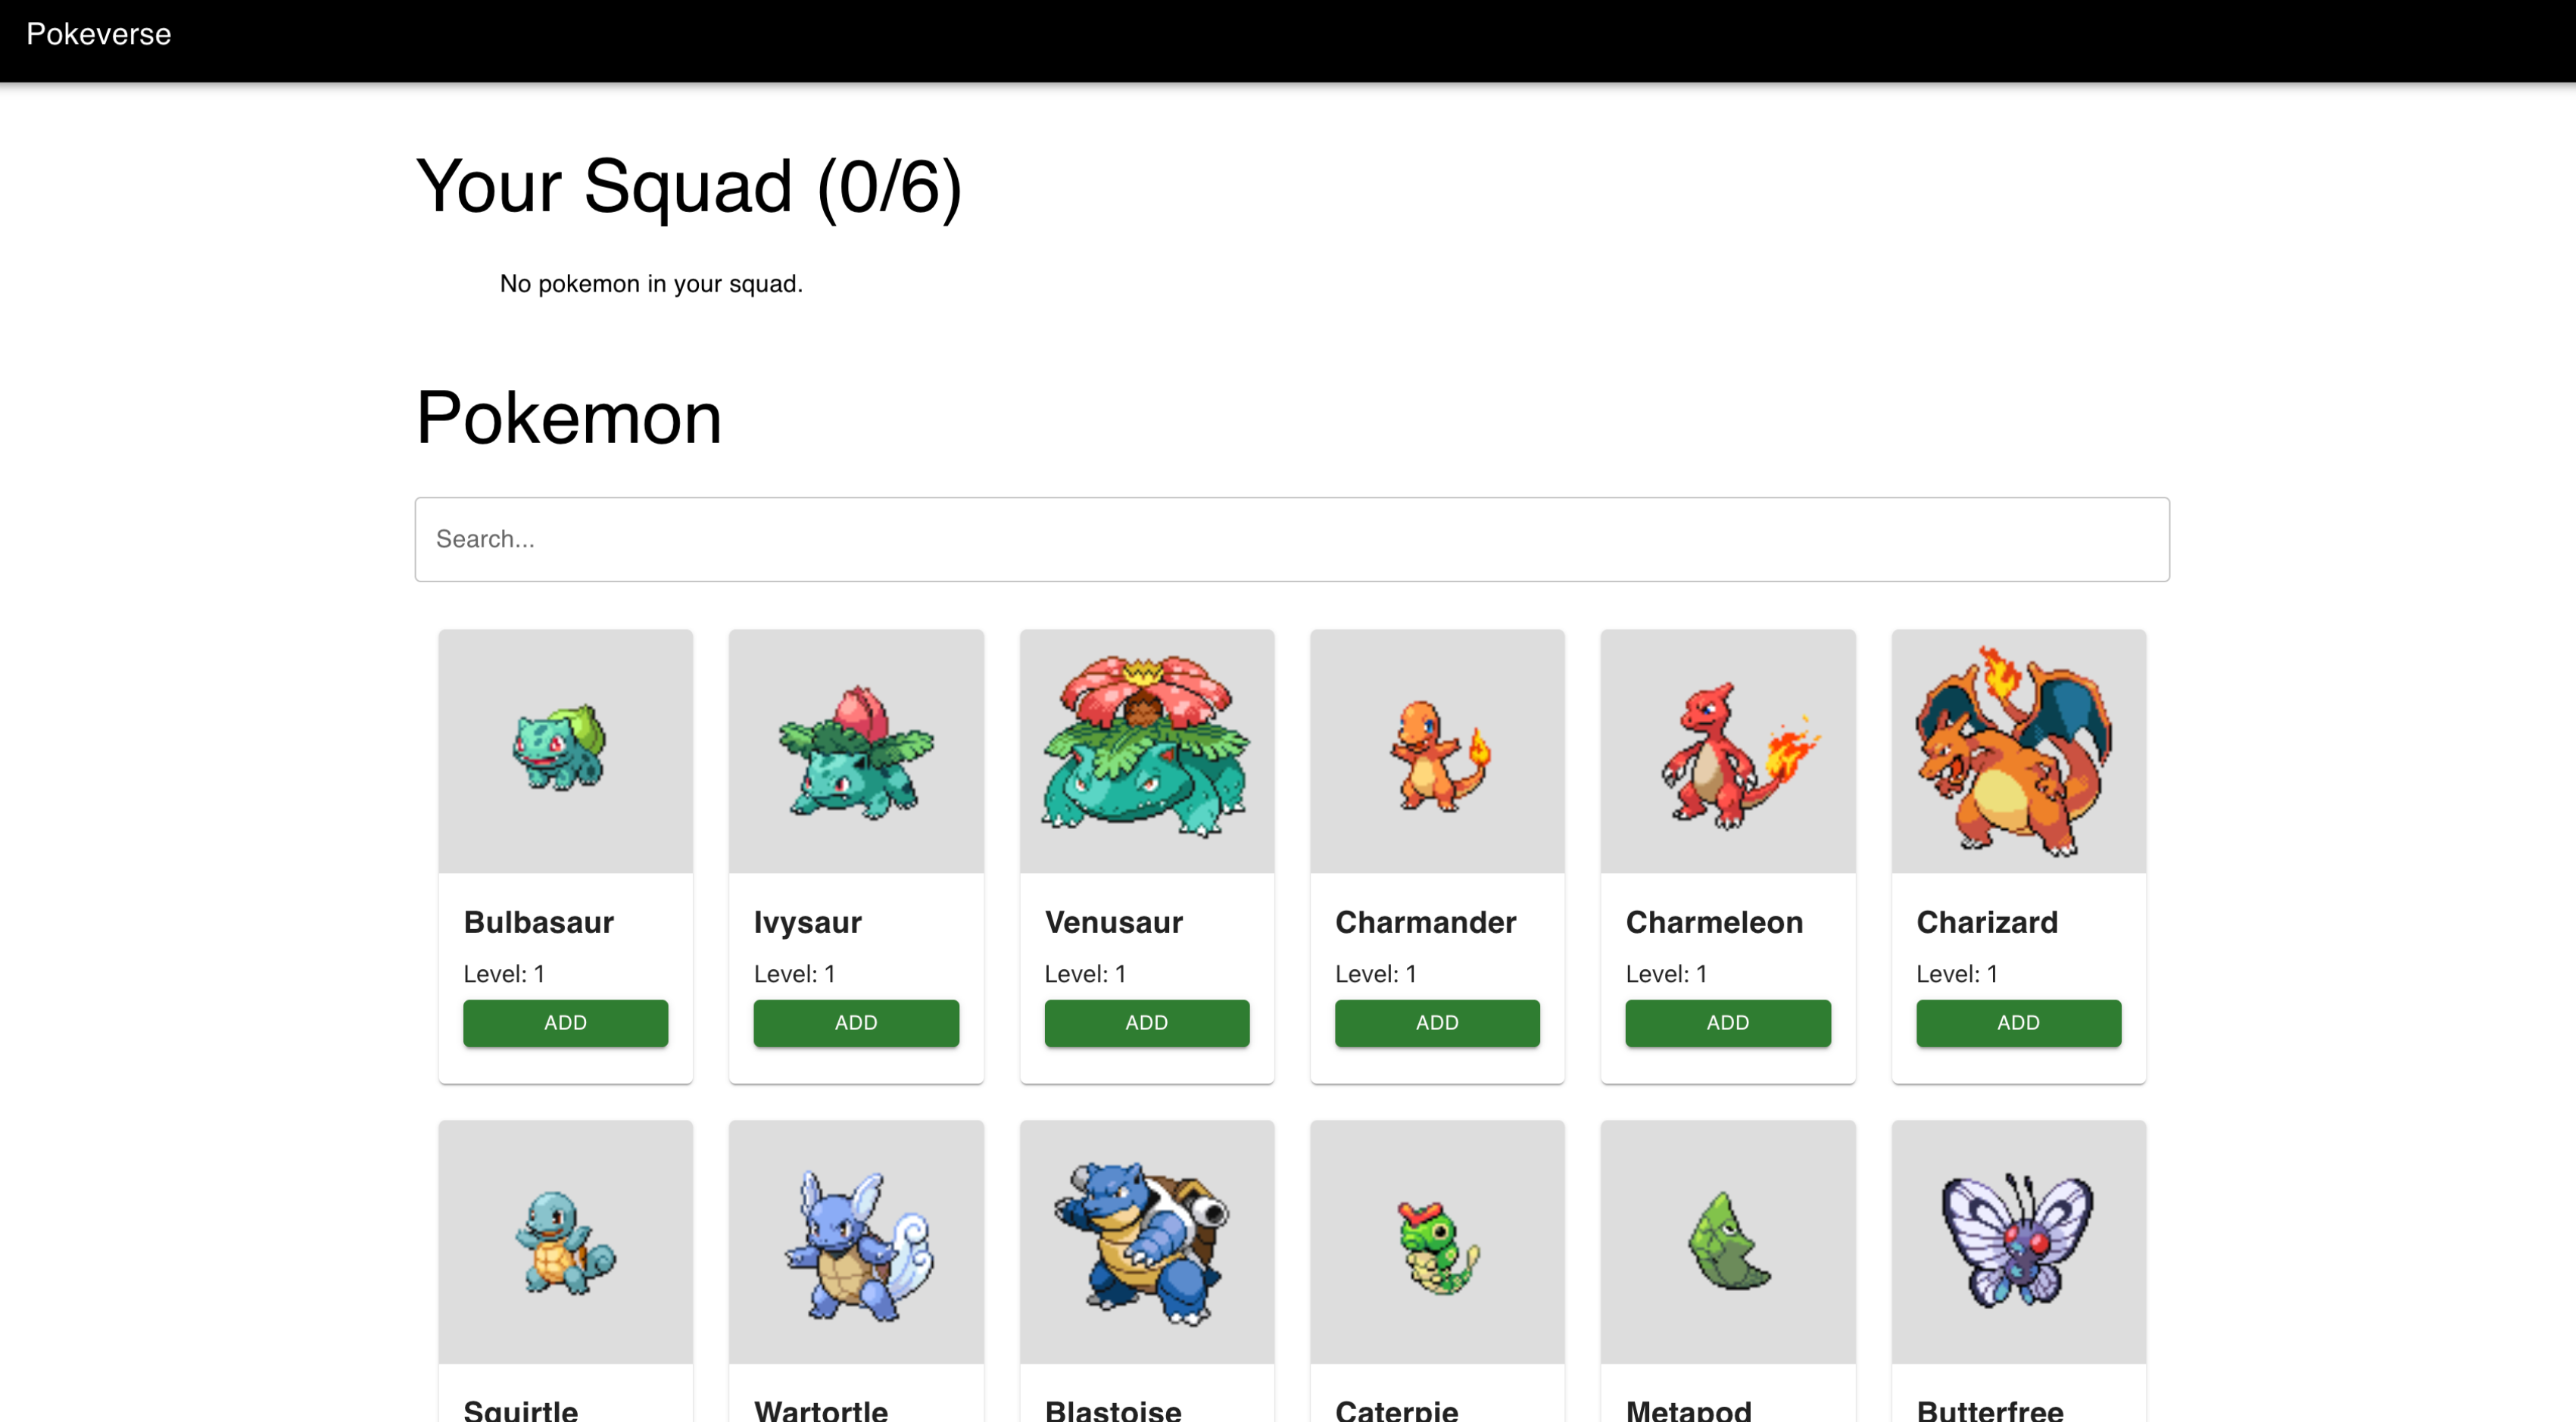 Pokeverse
Your Squad (0/6)
No pokemon in your squad.
Pokemon
Search...
Bulbasaur
Ivysaur
Venusaur
Charmander
Charmeleon
Charizard
Level: 1
Level: 1
Level: 1
Level: 1
Level: 1
Level: 1
ADD
ADD
ADD
ADD
ADD
ADD
Squirtle
Wartortle
Blastoise
Caterpie
Metapod
Butterfree